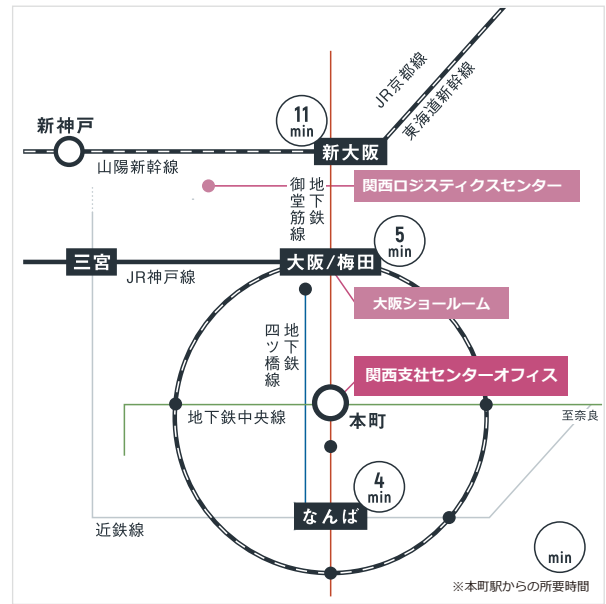 JR京都線
東海道新幹線
11
min
新神戸
新大阪
山陽新幹線
関西ロジスティクスセンター
地下鉄
御堂筋線
5
min
三宮
大阪/梅田
JR神戸線
大阪ショールーム
地下鉄
四ツ橋線
関西支社センターオフィス
地下鉄中央線
本町
至奈良
4
min
なんば
近鉄線
min
※本町駅からの所要時間